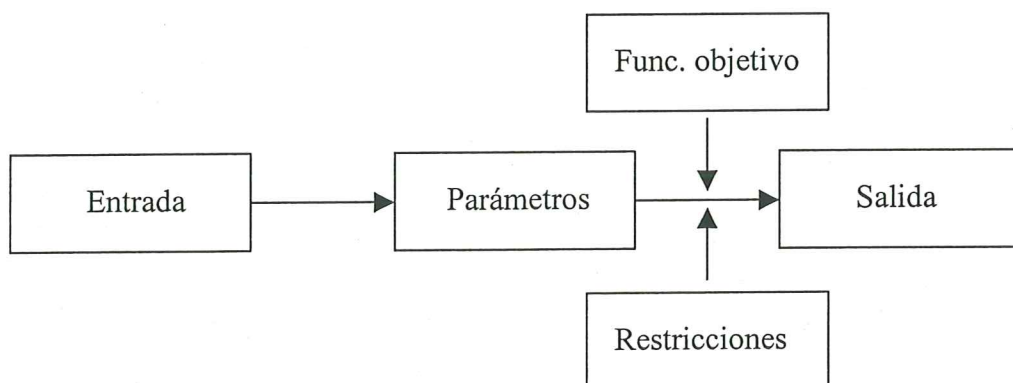 Func. objetivo
Entrada
Parámetros
Salida
Restricciones